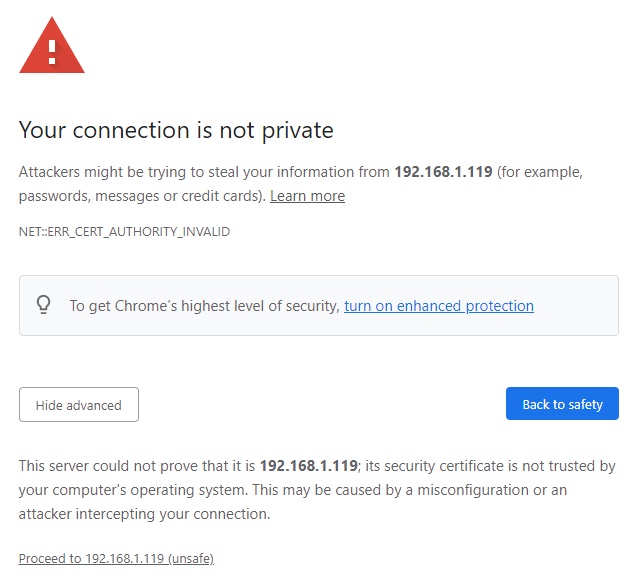 Your connection is not private
Attackers might be trying to steal your information from 192.168.1.119 (for example,
passwords, messages or credit cards). Learn more
NET::ERR_CERT_AUTHORITY_INVALID
To get Chrome’s highest level of security, turn on enhanced protection
Hide advanced
Back to safety
This server could not prove that it is 192.168.1.119; its security certificate is not trusted by
your computer's operating system. This may be caused by a misconfiguration or an
attacker intercepting your connection.
Proceed to 192.168.1.119 (unsafe)